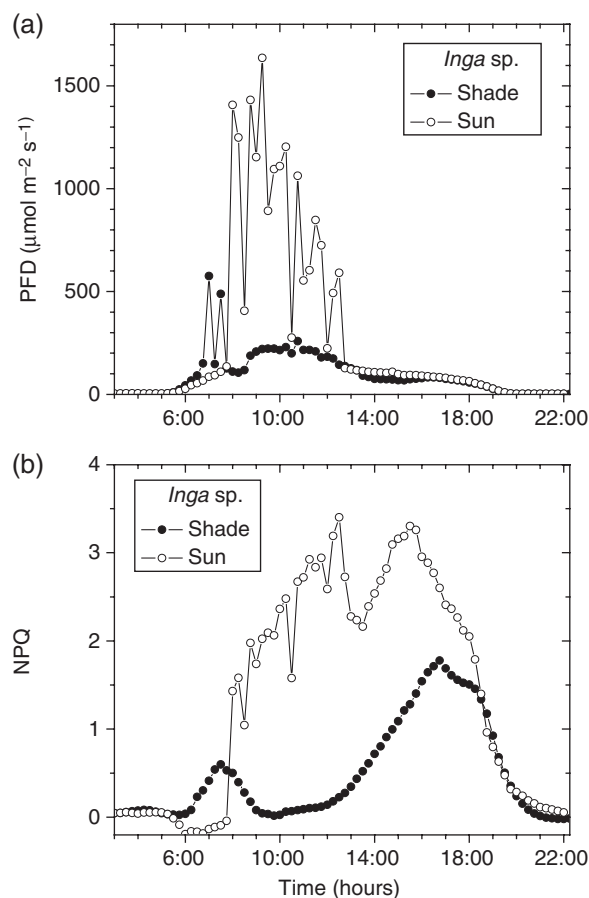 (a)
1500
1000
500
0
PFD (μmol m−2 s−1)
Inga sp.
Shade
Sun
6:00 10:00 14:00 18:00 22:00
(b)
4
3
2
1
0
NPQ
Inga sp.
Shade
Sun
6:00 10:00 14:00 18:00 22:00
Time (hours)